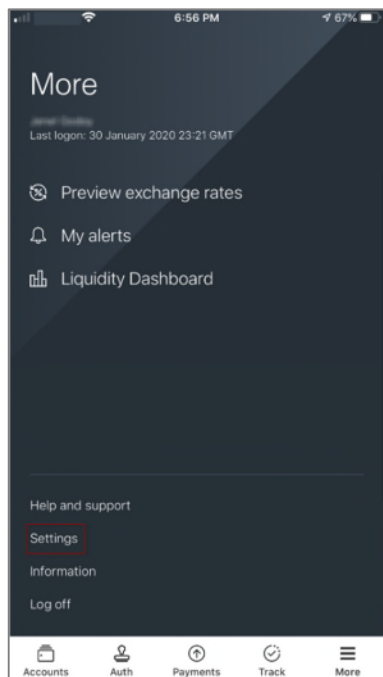 6:56 PM
67%
More
Last logon: 30 January 2020 23:21 GMT
Preview exchange rates
My alerts
Liquidity Dashboard
Help and support
Settings
Information
Log off
Accounts Auth Payments Track More